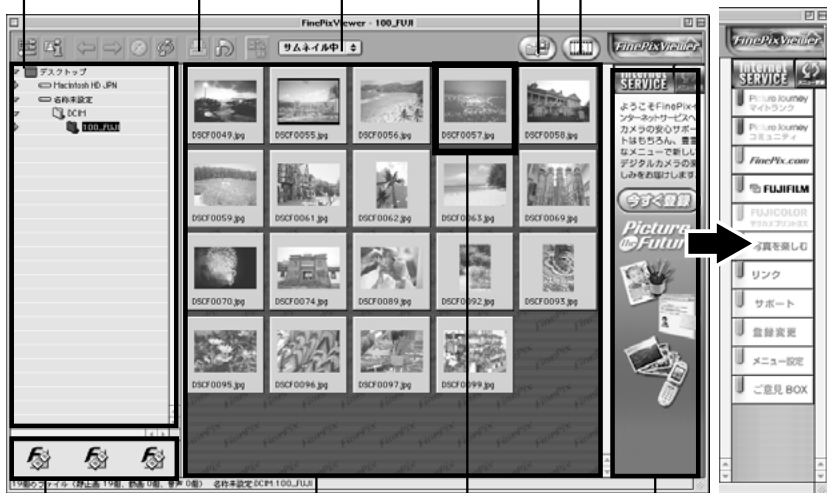 FinePixViewer - 100_FUJI
サムネイル中
FinePixViewer
デスクトップ
Macintosh HD_JPN
名称未設定
DCIM
100_FUJI
DSCF0049.jpg
DSCF0055.jpg
DSCF0056.jpg
DSCF0057.jpg
DSCF0058.jpg
DSCF0059.jpg
DSCF0061.jpg
DSCF0062.jpg
DSCF0063.jpg
DSCF0069.jpg
DSCF0070.jpg
DSCF0074.jpg
DSCF0089.jpg
DSCF0092.jpg
DSCF0093.jpg
DSCF0095.jpg
DSCF0096.jpg
DSCF0097.jpg
DSCF0099.jpg
Internet
SERVICE
ようこそFinePixイ
ンターネットサービスへ
カメラの安心サポー
トはもちろん、豊富
なメニューで新しい
デジタルカメラの楽
しみをお届けします
今すぐ登録
Picture
the Futur
19個のファイル (静止画 19個、動画 0個、音声 0個) 名称未設定:DCIM:100_FUJI
FinePixViewer
Internet
SERVICE
Picture Journey
マイトランク
Picture Journey
コミュニティ
FinePix.com
FUJIFILM
FUJICOLOR
写真を楽しむ
リンク
サポート
登録変更
メニュー設定
ご意見 BOX